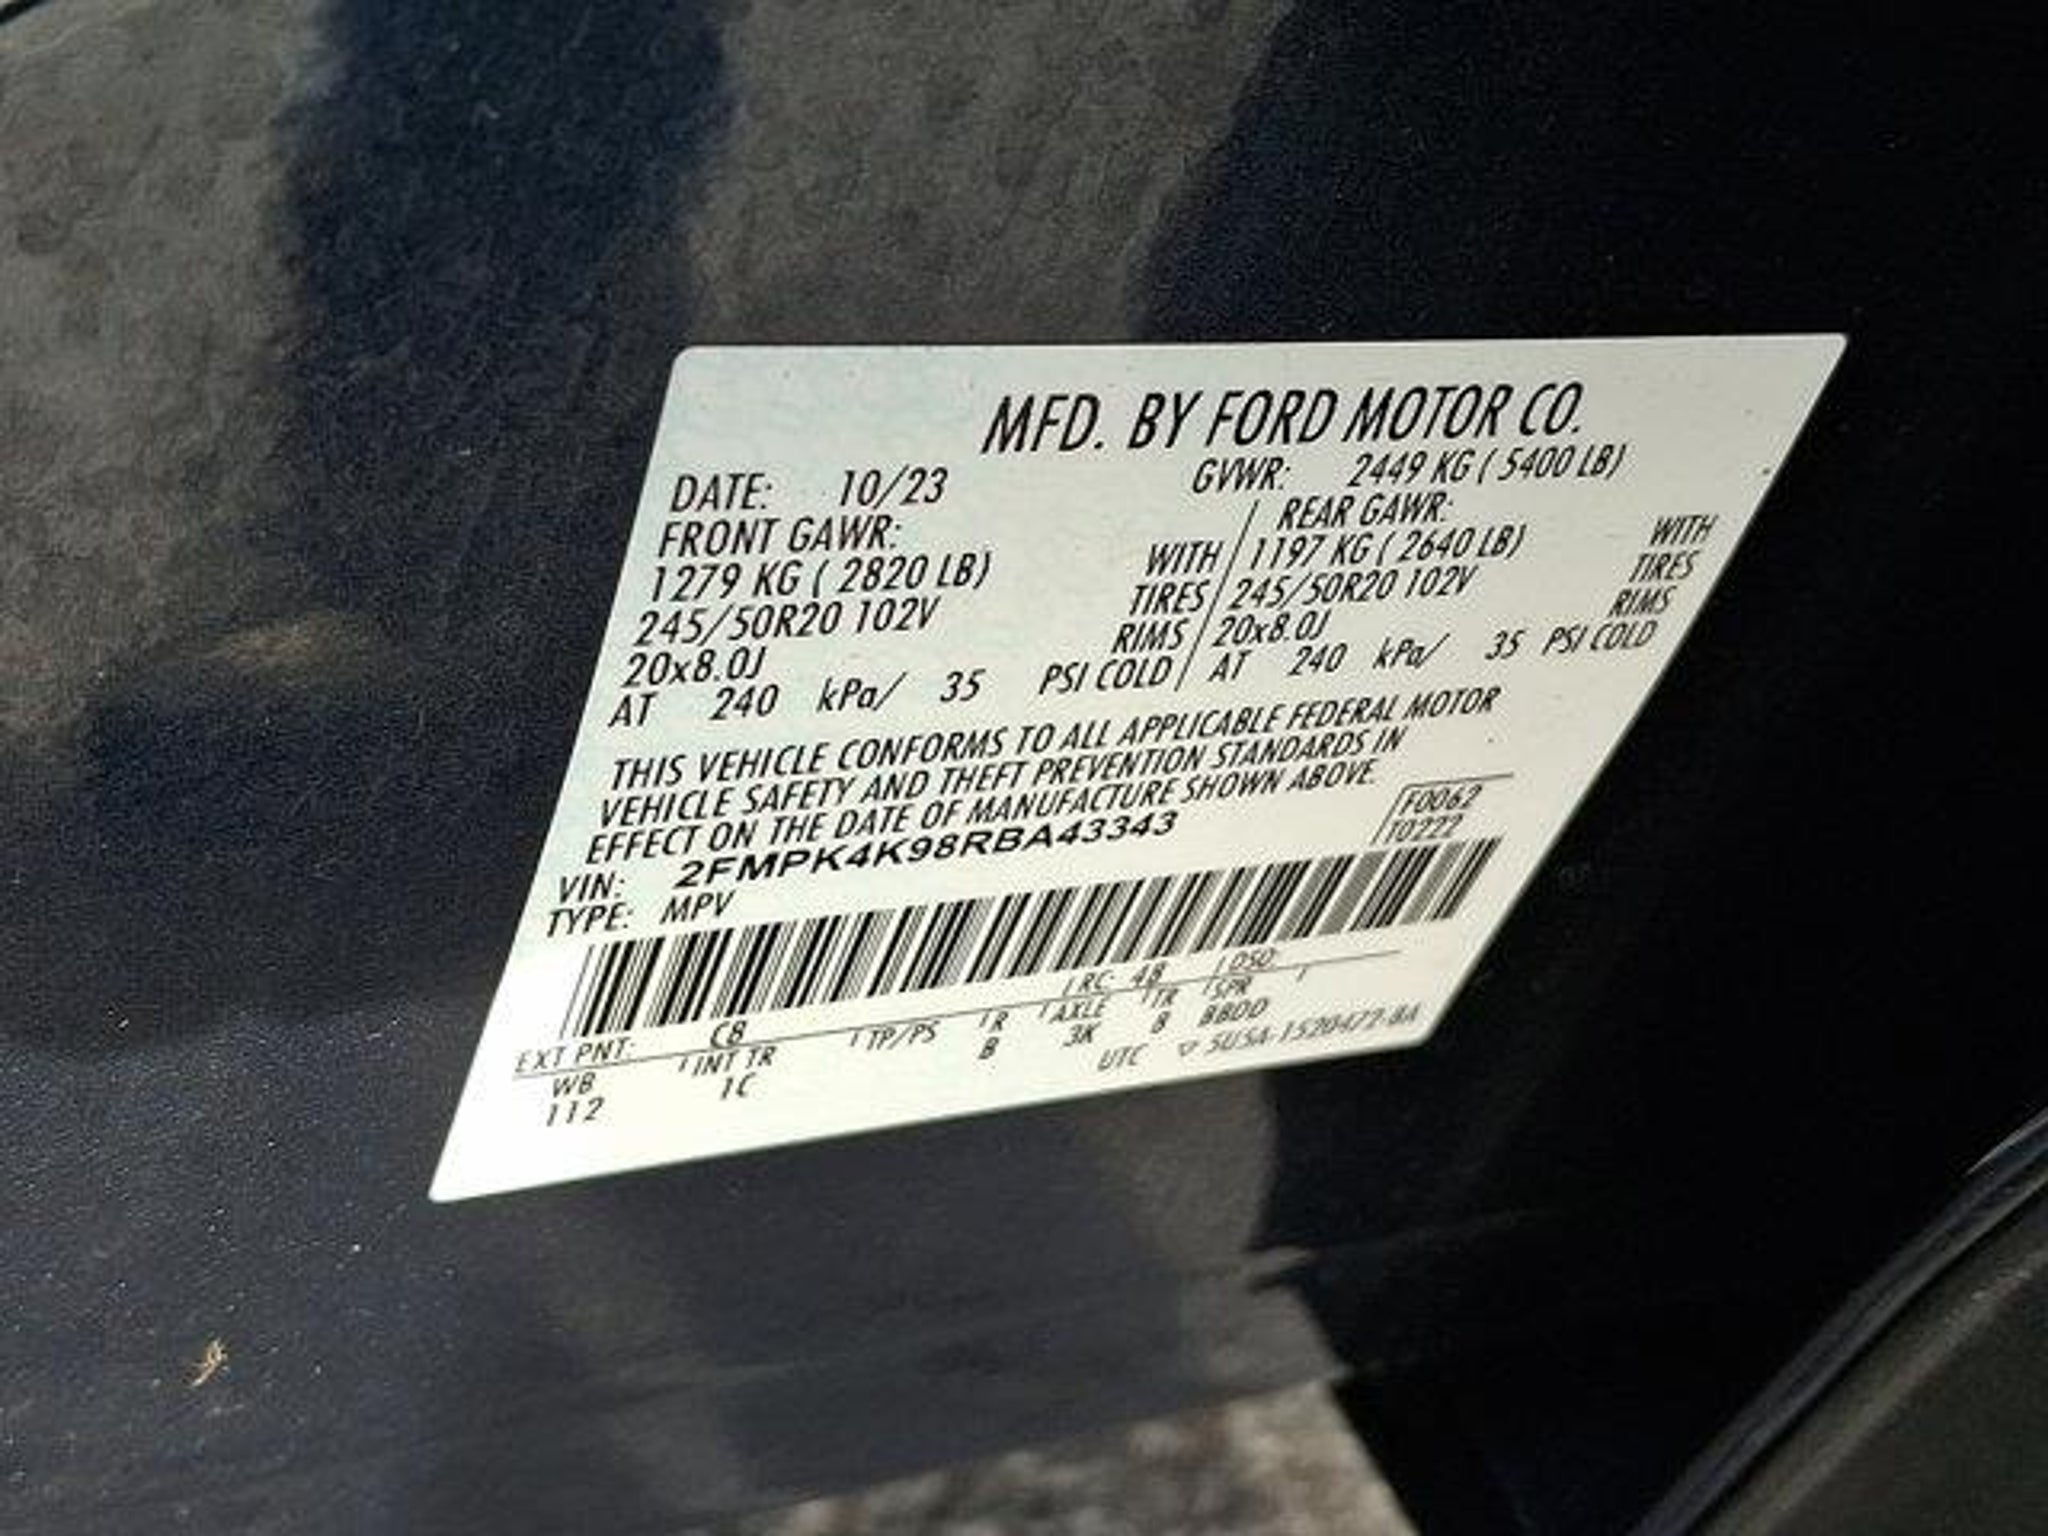 MFD. BY FORD MOTOR CO.
DATE: 10/23 GVWR: 2449 KG ( 5400 LB)
FRONT GAWR: REAR GAWR:
1279 KG ( 2820 LB) WITH 1197 KG ( 2640 LB) WITH
245/50R20 102V TIRES 245/50R20 102V TIRES
20x8.0J RIMS 20x8.0J RIMS
AT 240 kPa/ 35 PSI COLD AT 240 kPa/ 35 PSI COLD
THIS VEHICLE CONFORMS TO ALL APPLICABLE FEDERAL MOTOR
VEHICLE SAFETY AND THEFT PREVENTION STANDARDS IN
EFFECT ON THE DATE OF MANUFACTURE SHOWN ABOVE.
VIN: 2FMPK4K98RBA43343 F0062
TYPE: MPV T0222
EXT PNT: C8 RC: 48 DSO:
WB INT TR TP/PS R AXLE TR SPR
112 1C B 3K B BBDD
UTC